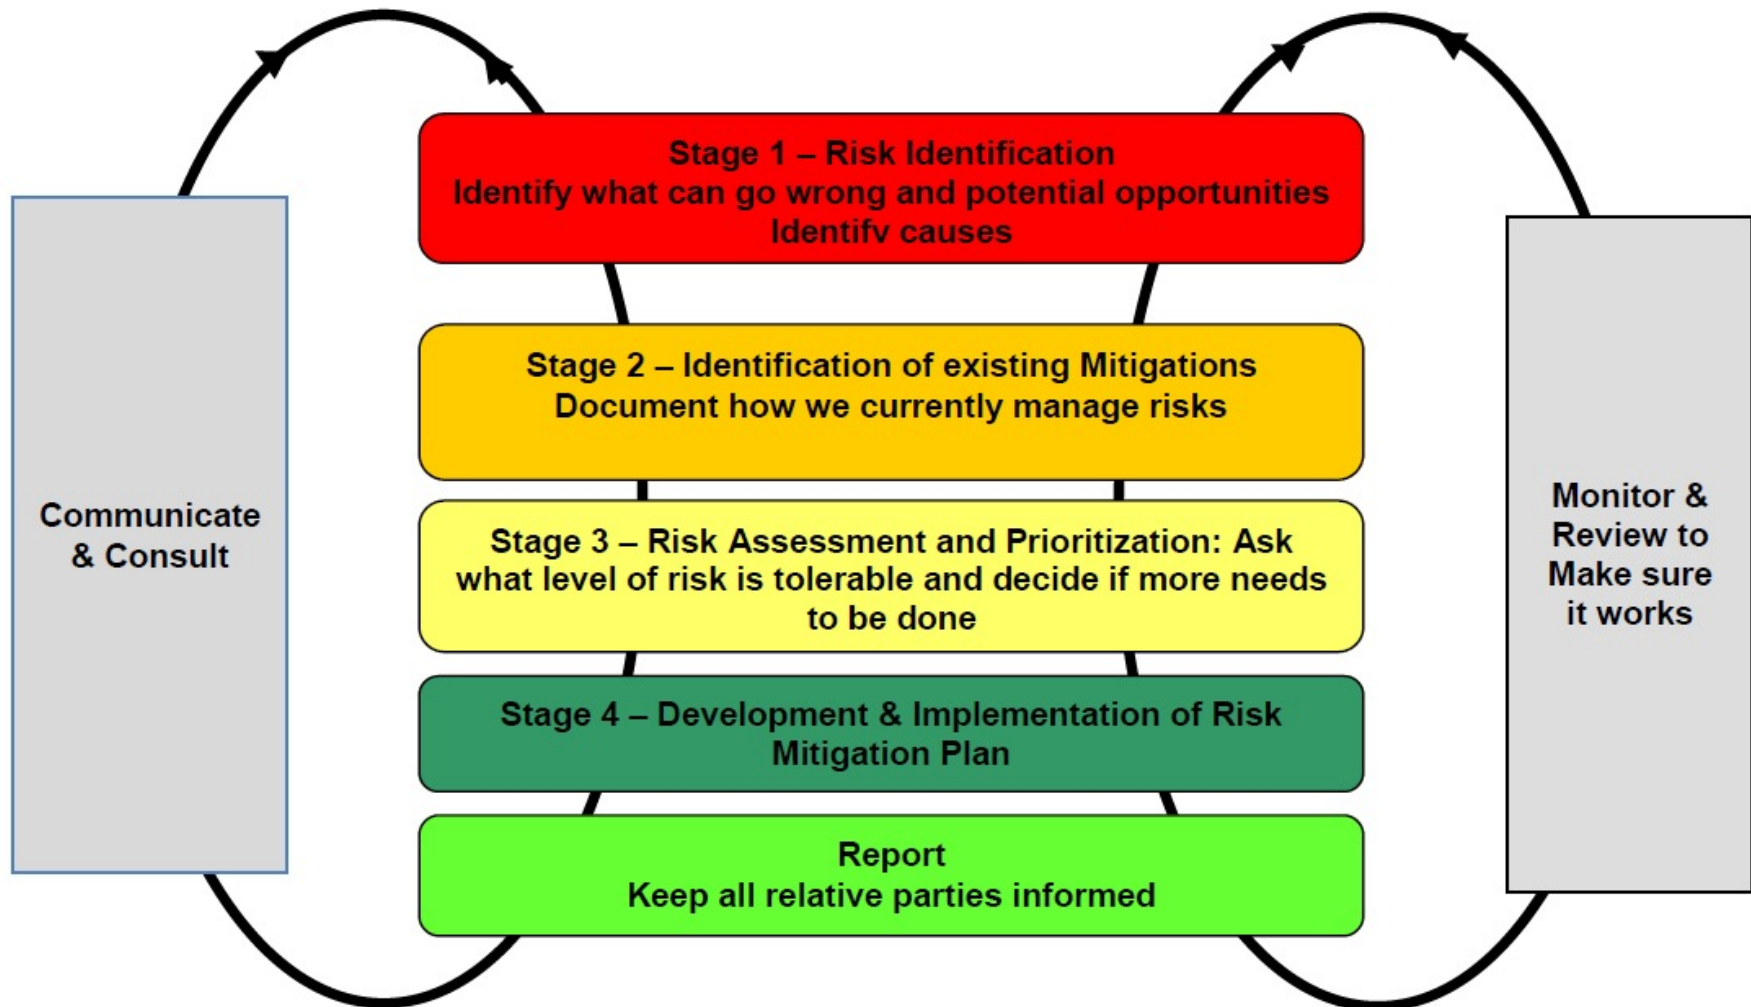 Stage 1 – Risk Identification
Identify what can go wrong and potential opportunities
Identify causes
Stage 2 – Identification of existing Mitigations
Document how we currently manage risks
Communicate
& Consult
Stage 3 – Risk Assessment and Prioritization: Ask
what level of risk is tolerable and decide if more needs
to be done
Monitor &
Review to
Make sure
it works
Stage 4 – Development & Implementation of Risk
Mitigation Plan
Report
Keep all relative parties informed